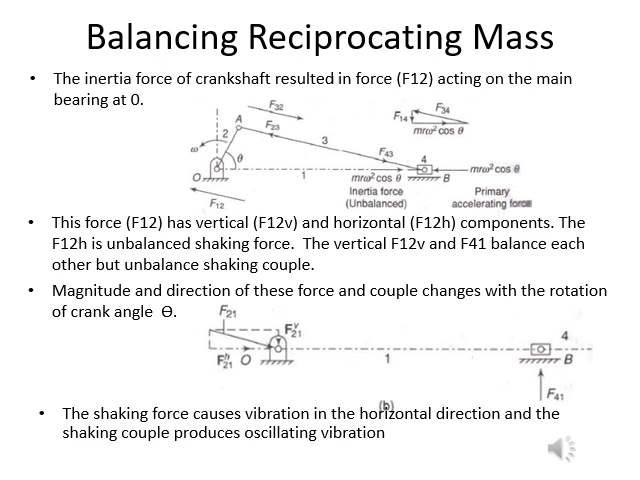 Balancing Reciprocating Mass
• The inertia force of crankshaft resulted in force (F12) acting on the main
bearing at 0.
F32
A
F23
2
3
F34
F14
mrω² cos θ
ω
θ
F43
4
O
1
mrω² cos θ
B
mrω² cos θ
F12
Inertia force
(Unbalanced)
Primary
accelerating force
• This force (F12) has vertical (F12v) and horizontal (F12h) components. The
F12h is unbalanced shaking force. The vertical F12v and F41 balance each
other but unbalance shaking couple.
• Magnitude and direction of these force and couple changes with the rotation
of crank angle Ɵ.
F21
F21v
4
F21h
O
1
B
(b)
F41
• The shaking force causes vibration in the horizontal direction and the
shaking couple produces oscillating vibration